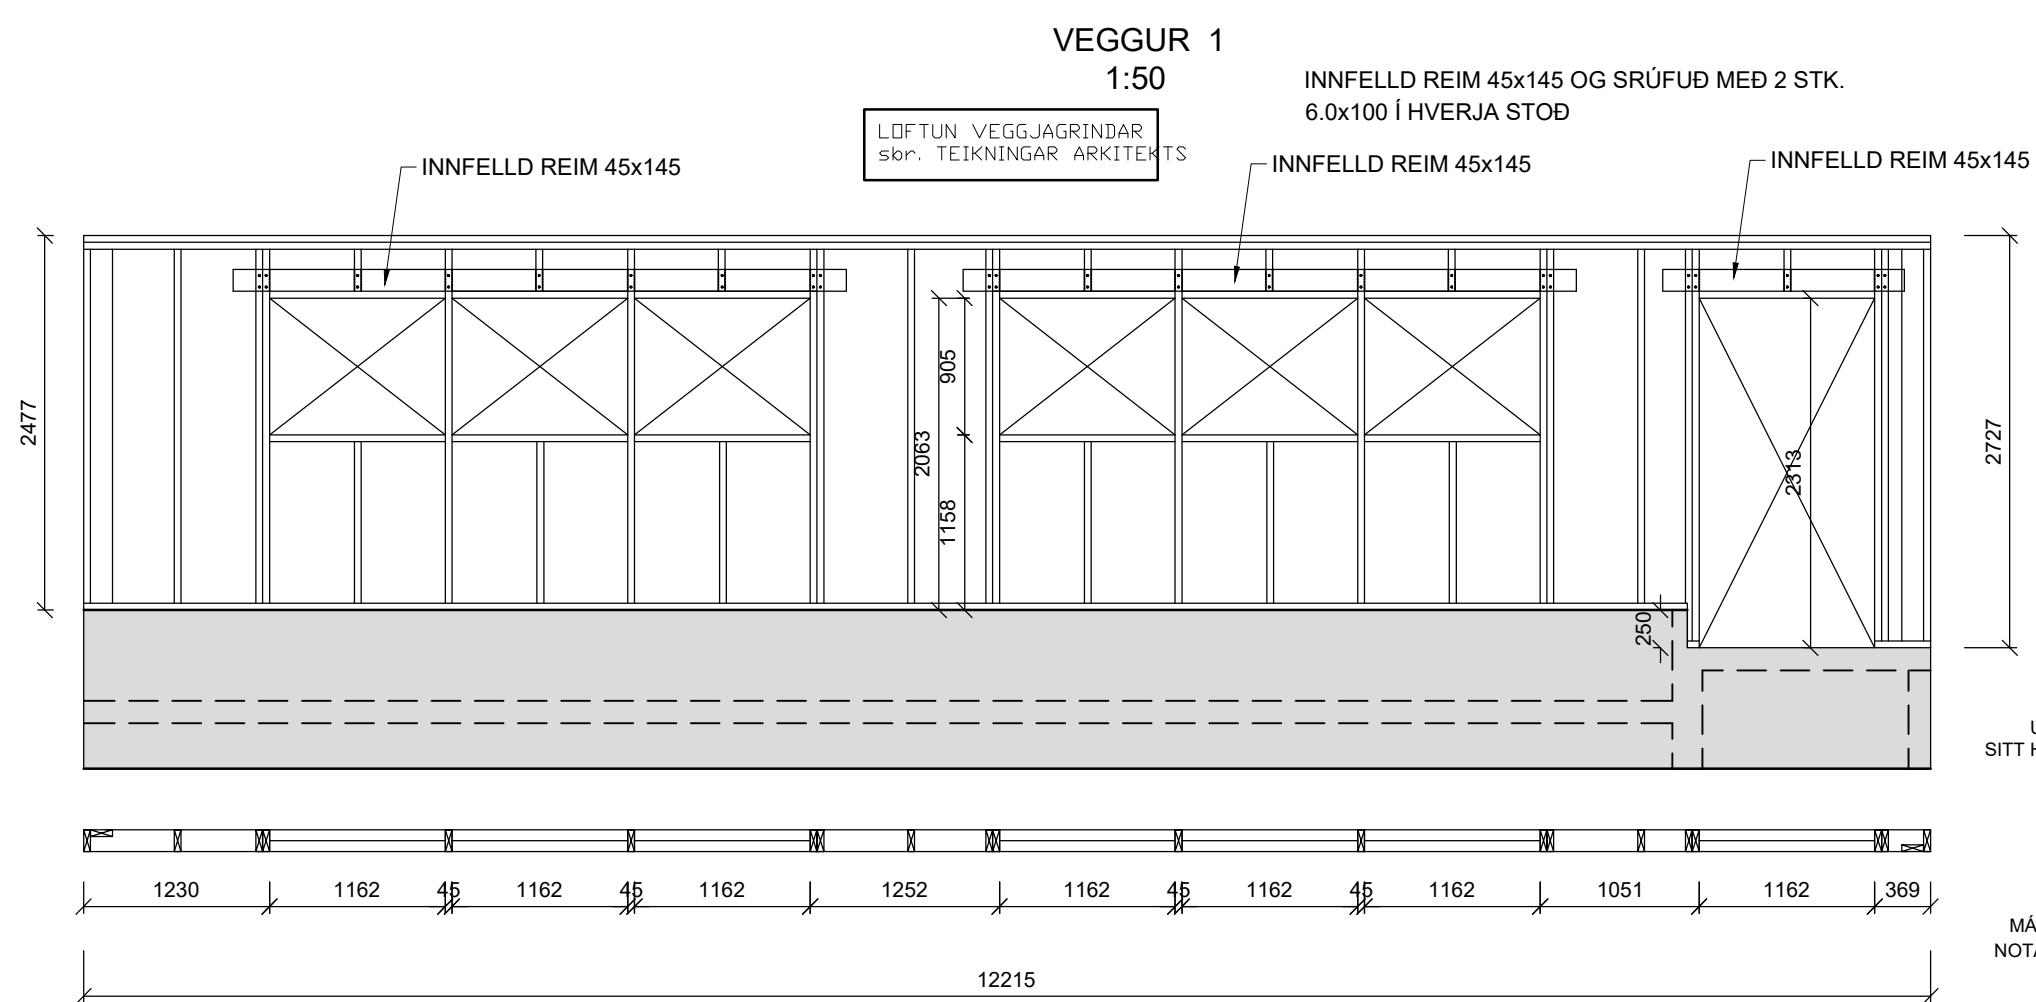 VEGGUR 1
1:50
INNFELLD REIM 45x145 OG SRÚFUÐ MEÐ 2 STK.
6.0x100 Í HVERJA STOÐ
LOFTUN VEGGJAGRINDAR
sbr. TEIKNINGAR ARKITEKTS
INNFELLD REIM 45x145
INNFELLD REIM 45x145
INNFELLD REIM 45x145
2477
905
2063
1158
2313
2727
250
SITT
1230
1162
45
1162
45
1162
1252
1162
45
1162
45
1162
1051
1162
369
12215